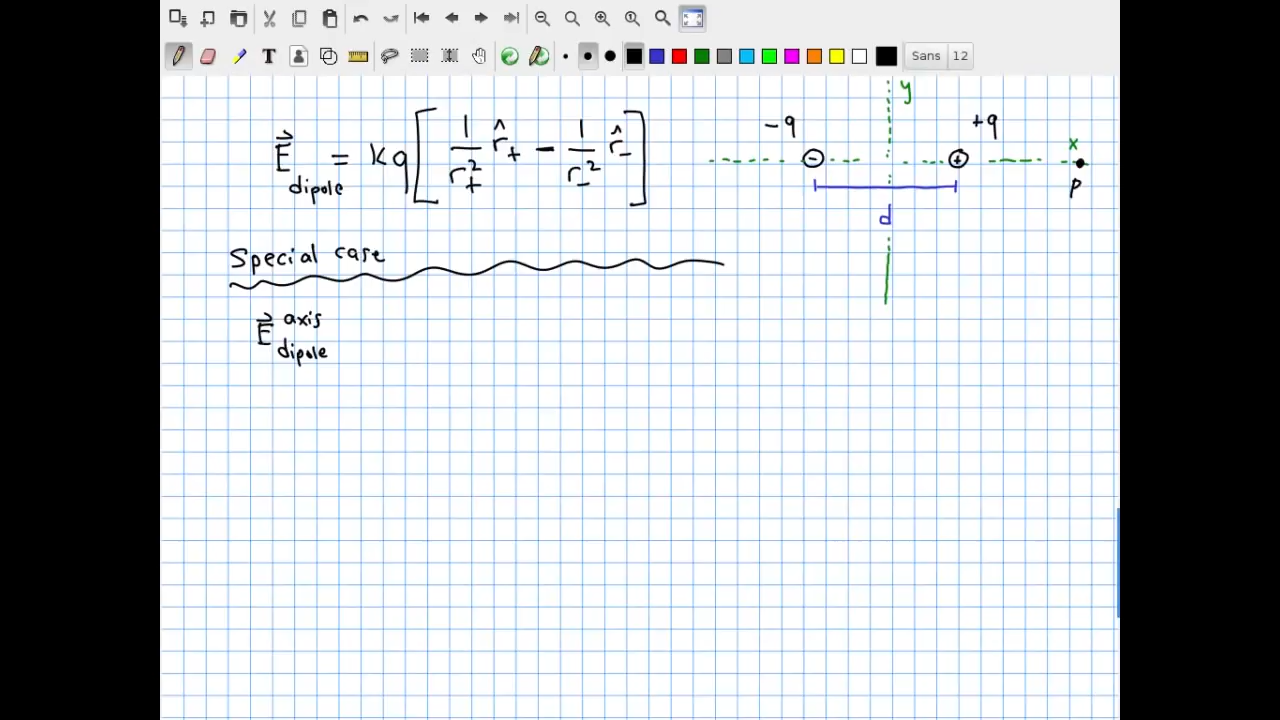 Sans 12
y
-q +q
x
E⃗ dipole = kq [ 1/r₊² r̂₊ - 1/r₋² r̂₋ ]
p
d
Special case
E⃗ axis dipole